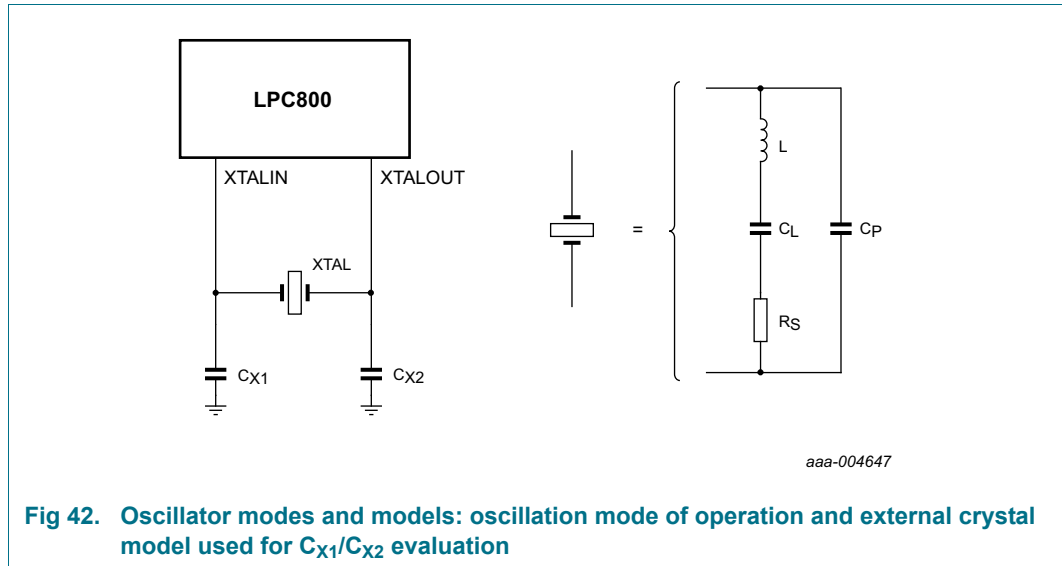 LPC800
XTALIN
XTALOUT
XTAL
CX1
CX2
=
L
CL
CP
RS
aaa-004647
Fig 42. Oscillator modes and models: oscillation mode of operation and external crystal
model used for CX1/CX2 evaluation